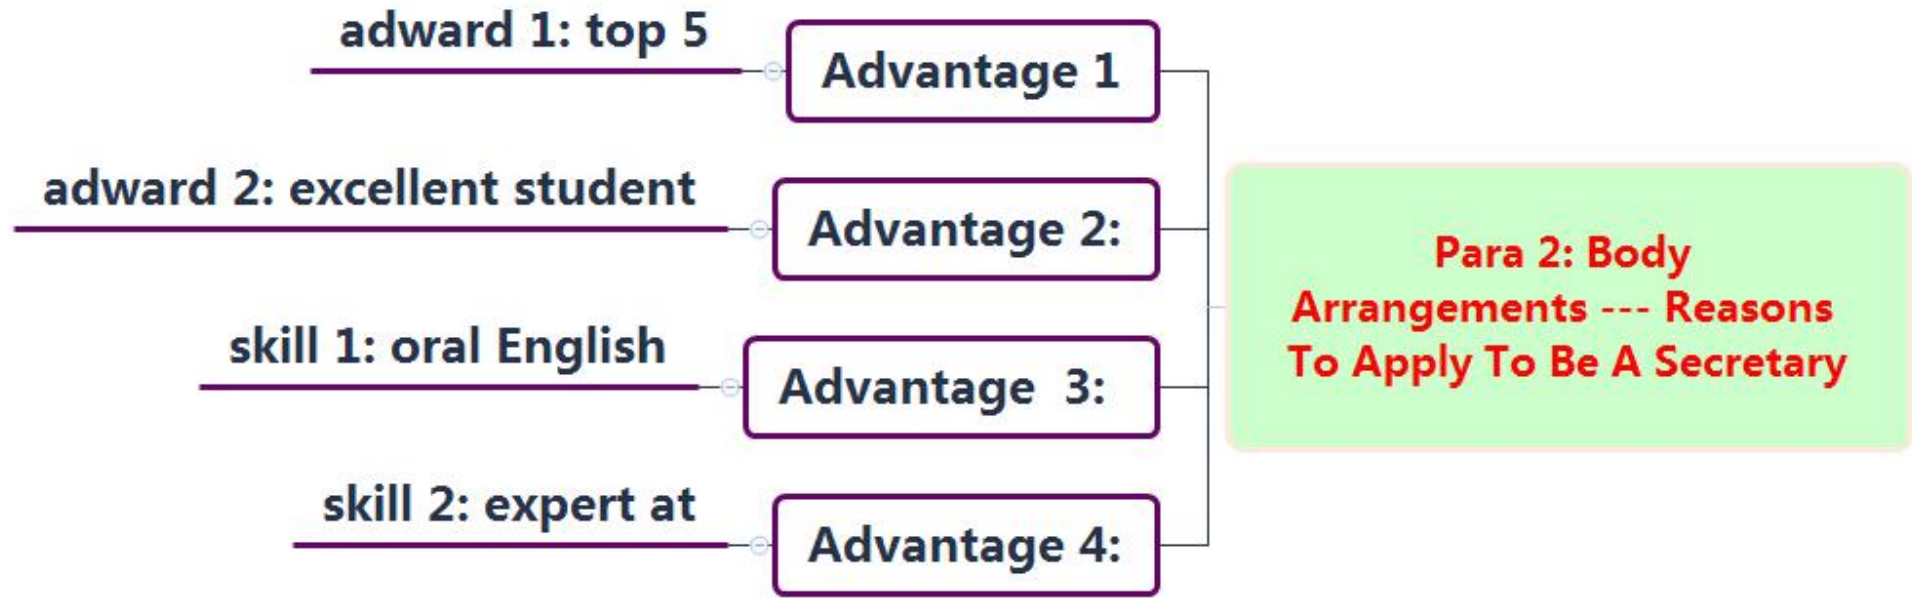 adward 1: top 5
Advantage 1
adward 2: excellent student
Advantage 2:
skill 1: oral English
Advantage 3:
skill 2: expert at
Advantage 4:
Para 2: Body
Arrangements --- Reasons
To Apply To Be A Secretary